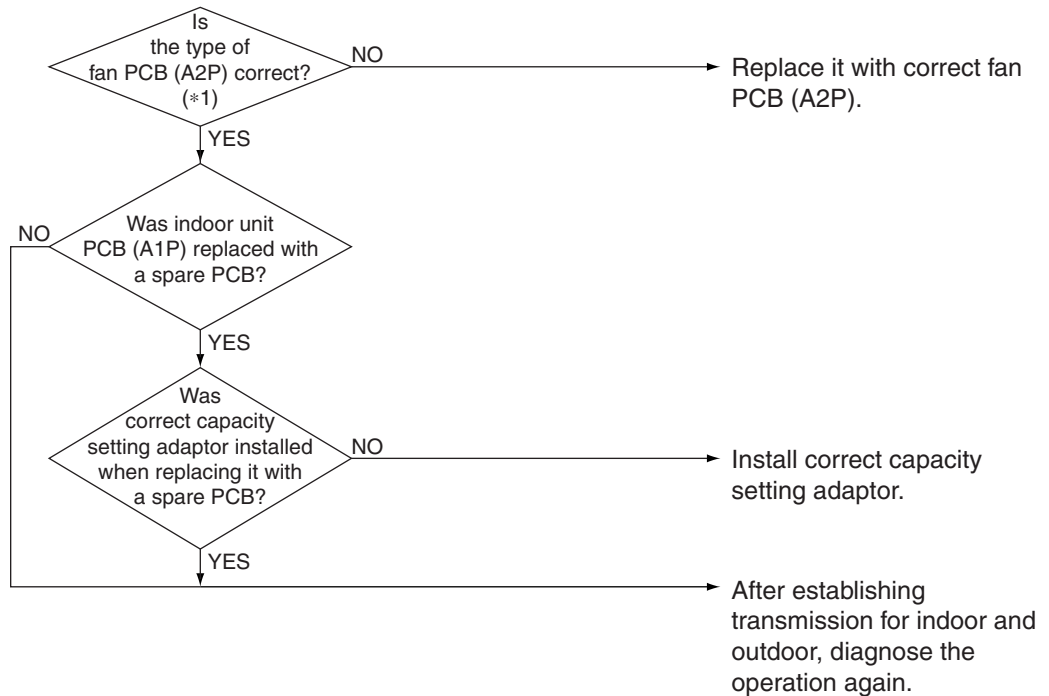 Is
the type of
fan PCB (A2P) correct?
(*1)
NO
Replace it with correct fan
PCB (A2P).
YES
NO
Was indoor unit
PCB (A1P) replaced with
a spare PCB?
YES
Was
correct capacity
setting adaptor installed
when replacing it with
a spare PCB?
NO
Install correct capacity
setting adaptor.
YES
After establishing
transmission for indoor and
outdoor, diagnose the
operation again.